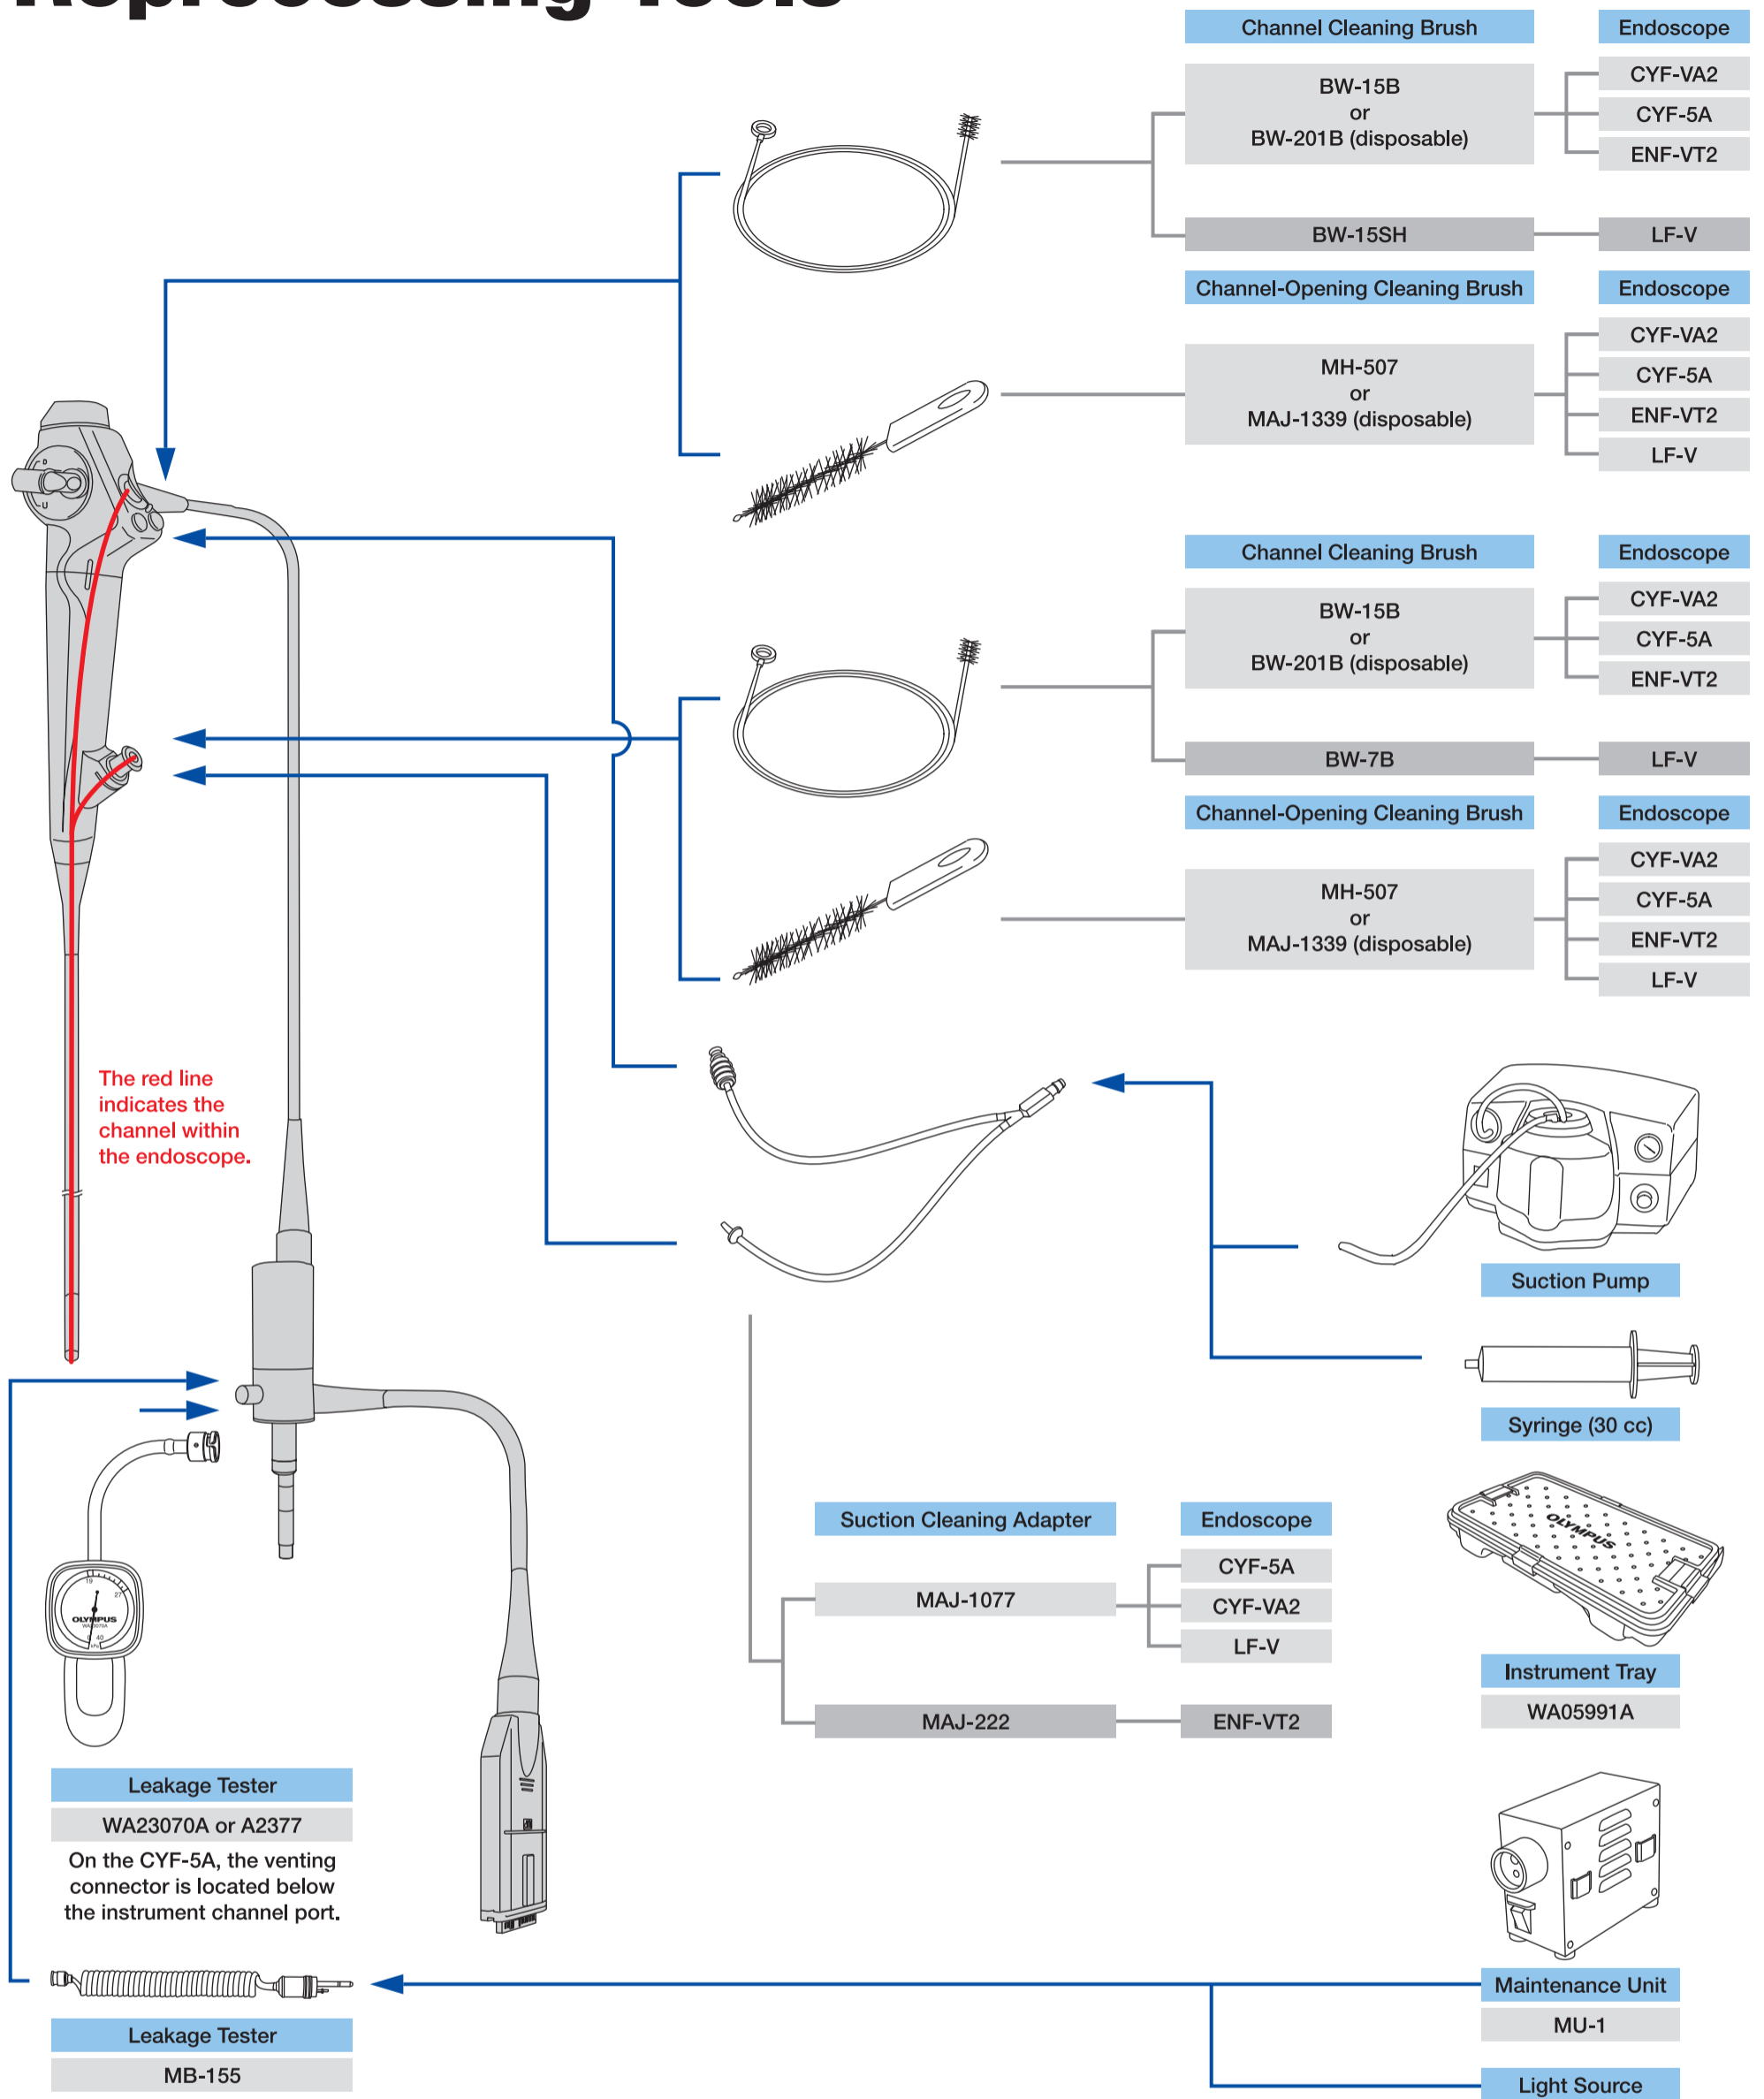 Reprocessing Tools
Channel Cleaning Brush
Endoscope
BW-15B
or
BW-201B (disposable)
CYF-VA2
CYF-5A
ENF-VT2
BW-15SH
LF-V
Channel-Opening Cleaning Brush
Endoscope
MH-507
or
MAJ-1339 (disposable)
CYF-VA2
CYF-5A
ENF-VT2
LF-V
Channel Cleaning Brush
Endoscope
BW-15B
or
BW-201B (disposable)
CYF-VA2
CYF-5A
ENF-VT2
BW-7B
LF-V
Channel-Opening Cleaning Brush
Endoscope
MH-507
or
MAJ-1339 (disposable)
CYF-VA2
CYF-5A
ENF-VT2
LF-V
D
U
The red line
indicates the
channel within
the endoscope.
Suction Pump
Syringe (30 cc)
Suction Cleaning Adapter
Endoscope
MAJ-1077
CYF-5A
CYF-VA2
LF-V
MAJ-222
ENF-VT2
OLYMPUS
Instrument Tray
WA05991A
19
27
OLYMPUS
40
Leakage Tester
WA23070A or A2377
On the CYF-5A, the venting
connector is located below
the instrument channel port.
Leakage Tester
MB-155
Maintenance Unit
MU-1
Light Source